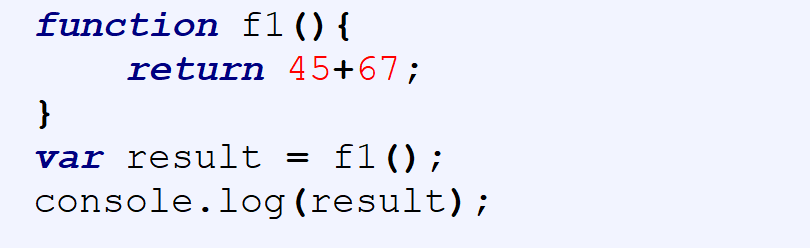 function f1(){
    return 45+67;
}
var result = f1();
console.log(result);